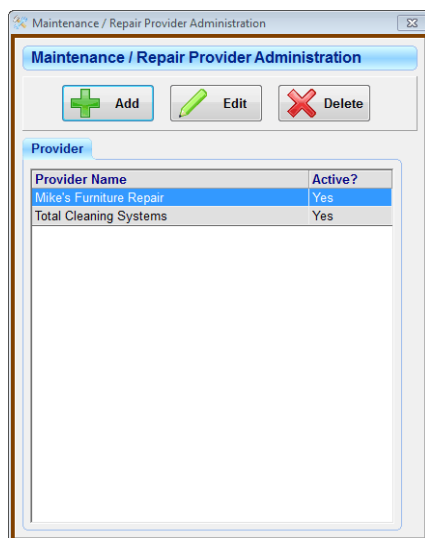 Maintenance / Repair Provider Administration
Maintenance / Repair Provider Administration
Add Edit Delete
Provider
Provider Name Active?
Mike's Furniture Repair Yes
Total Cleaning Systems Yes